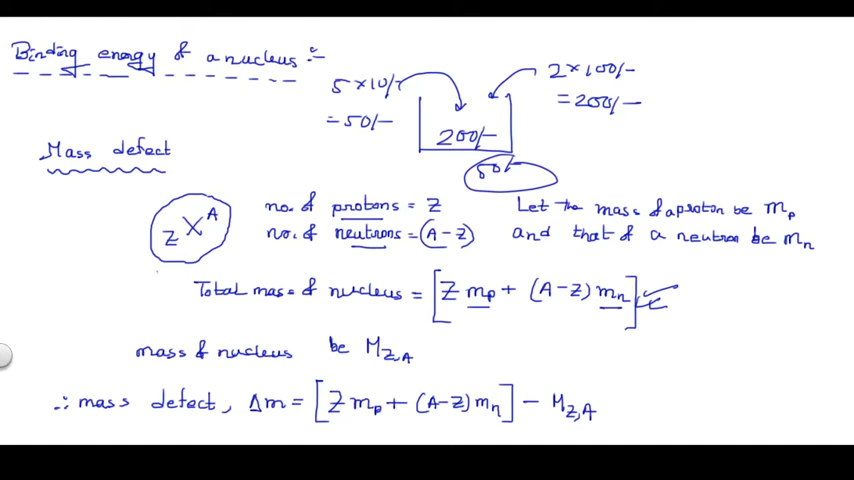 Binding energy of a nucleus :-
5 × 10/-
= 50/-
2 × 100/-
= 200/-
200/-
50/-
Mass defect
Z X A
no. of protons = Z
no. of neutrons = (A-Z)
Let the mass of a proton be mp
and that of a neutron be mn
Total mass of nucleus = [Z mp + (A-Z) mn]
mass of nucleus be MZ,A
∴ mass defect, Δm = [Z mp + (A-Z) mn] - MZ,A